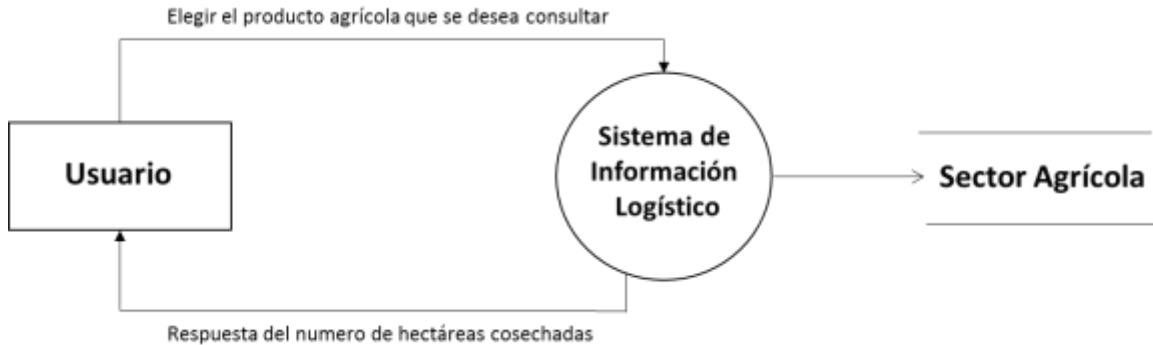 Elegir el producto agrícola que se desea consultar
Usuario
Sistema de
Información
Logístico
Sector Agrícola
Respuesta del numero de hectáreas cosechadas